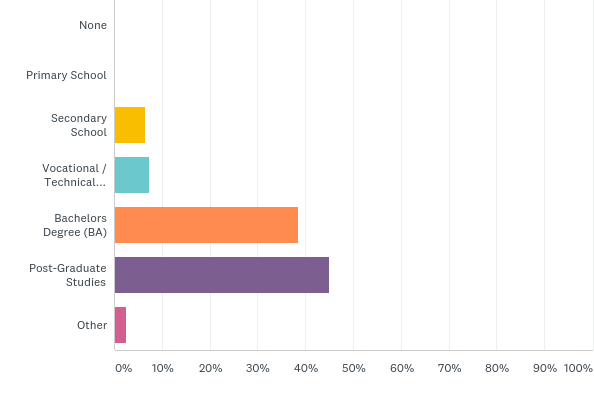 None
Primary School
Secondary
School
Vocational /
Technical...
Bachelors
Degree (BA)
Post-Graduate
Studies
Other
0% 10% 20% 30% 40% 50% 60% 70% 80% 90% 100%